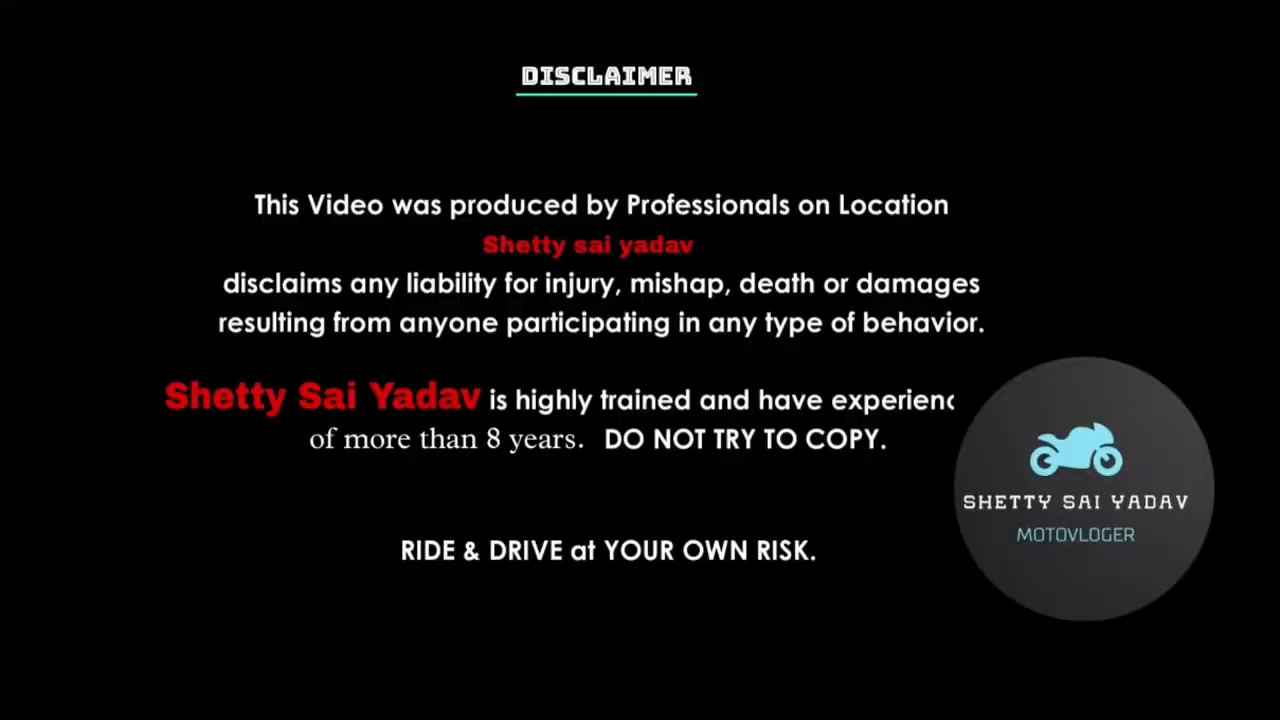 DISCLAIMER
This Video was produced by Professionals on Location
Shetty sai yadav
disclaims any liability for injury, mishap, death or damages
resulting from anyone participating in any type of behavior.
Shetty Sai Yadav is highly trained and have experienc
of more than 8 years. DO NOT TRY TO COPY.
SHETTY SAI YADAV
MOTOVLOGER
RIDE & DRIVE at YOUR OWN RISK.